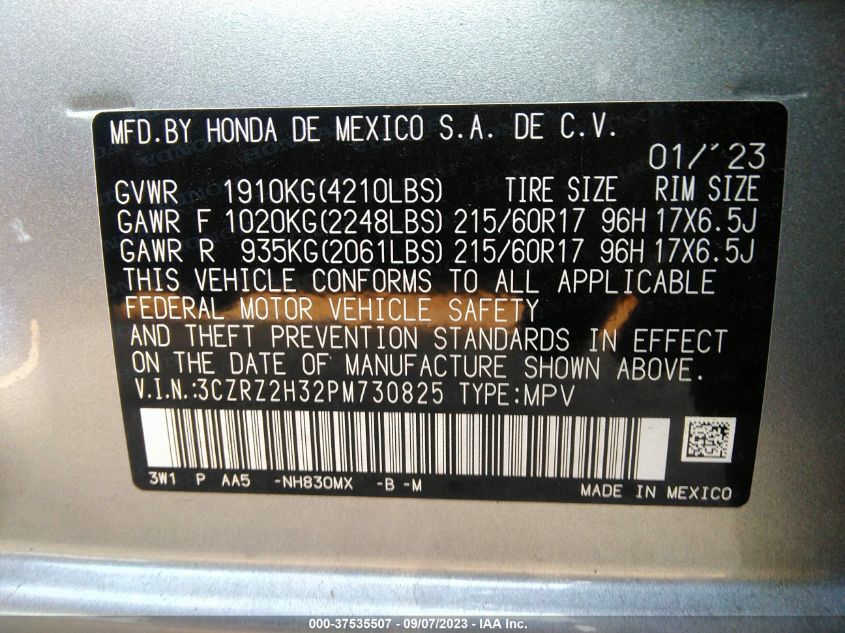 MFD.BY HONDA DE MEXICO S.A. DE C.V.
01/'23
GVWR 1910KG(4210LBS) TIRE SIZE RIM SIZE
GAWR F 1020KG(2248LBS) 215/60R17 96H 17X6.5J
GAWR R 935KG(2061LBS) 215/60R17 96H 17X6.5J
THIS VEHICLE CONFORMS TO ALL APPLICABLE
FEDERAL MOTOR VEHICLE SAFETY
AND THEFT PREVENTION STANDARDS IN EFFECT
ON THE DATE OF MANUFACTURE SHOWN ABOVE.
V.I.N.:3CZRZ2H32PM730825 TYPE:MPV
3W1 P AA5 -NH830MX -B -M
MADE IN MEXICO
000-37535507 - 09/07/2023 - IAA Inc.